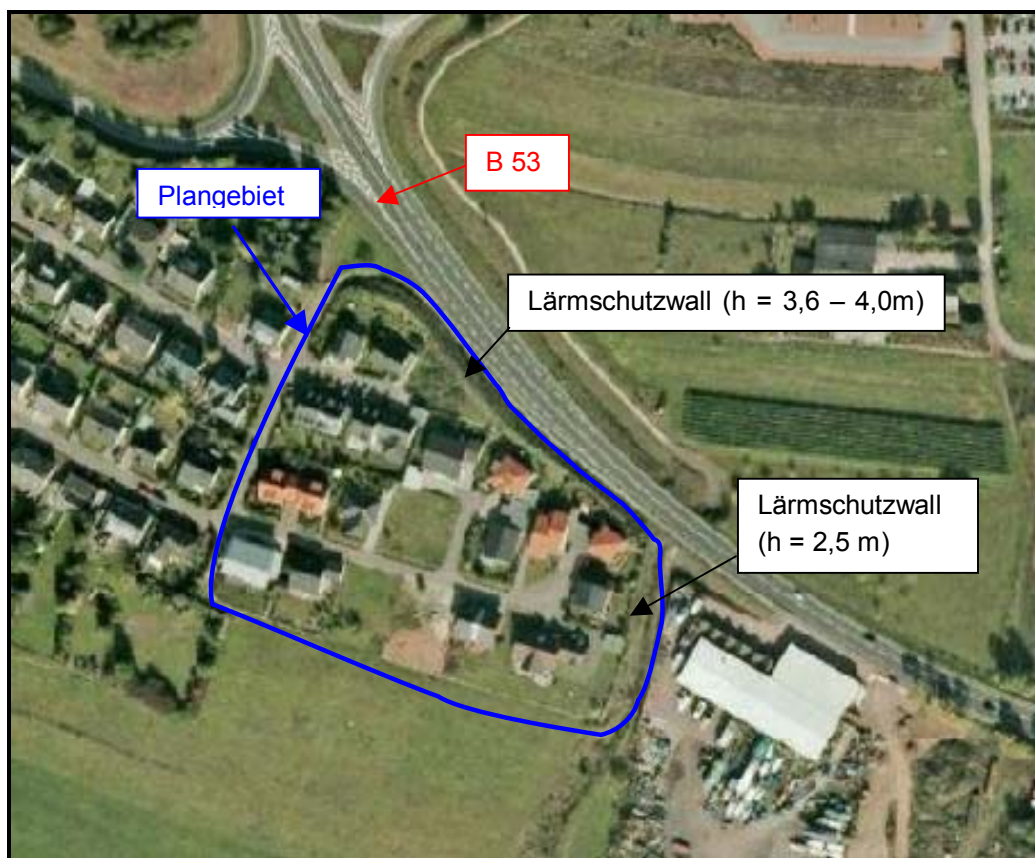 B 53
Plangebiet
Lärmschutzwall (h = 3,6 – 4,0m)
Lärmschutzwall
(h = 2,5 m)